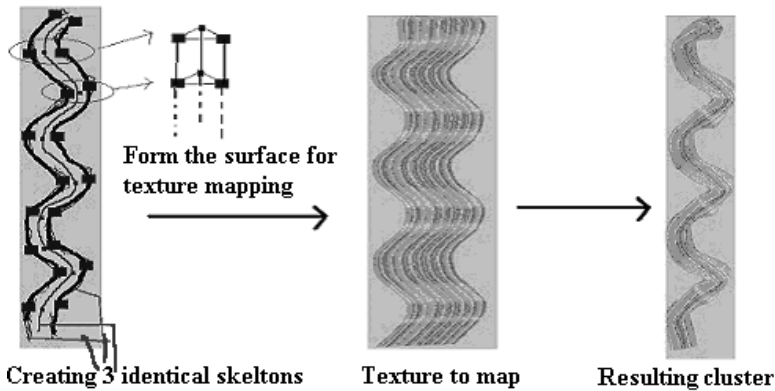 Form the surface for
texture mapping
Creating 3 identical skeltons
Texture to map
Resulting cluster